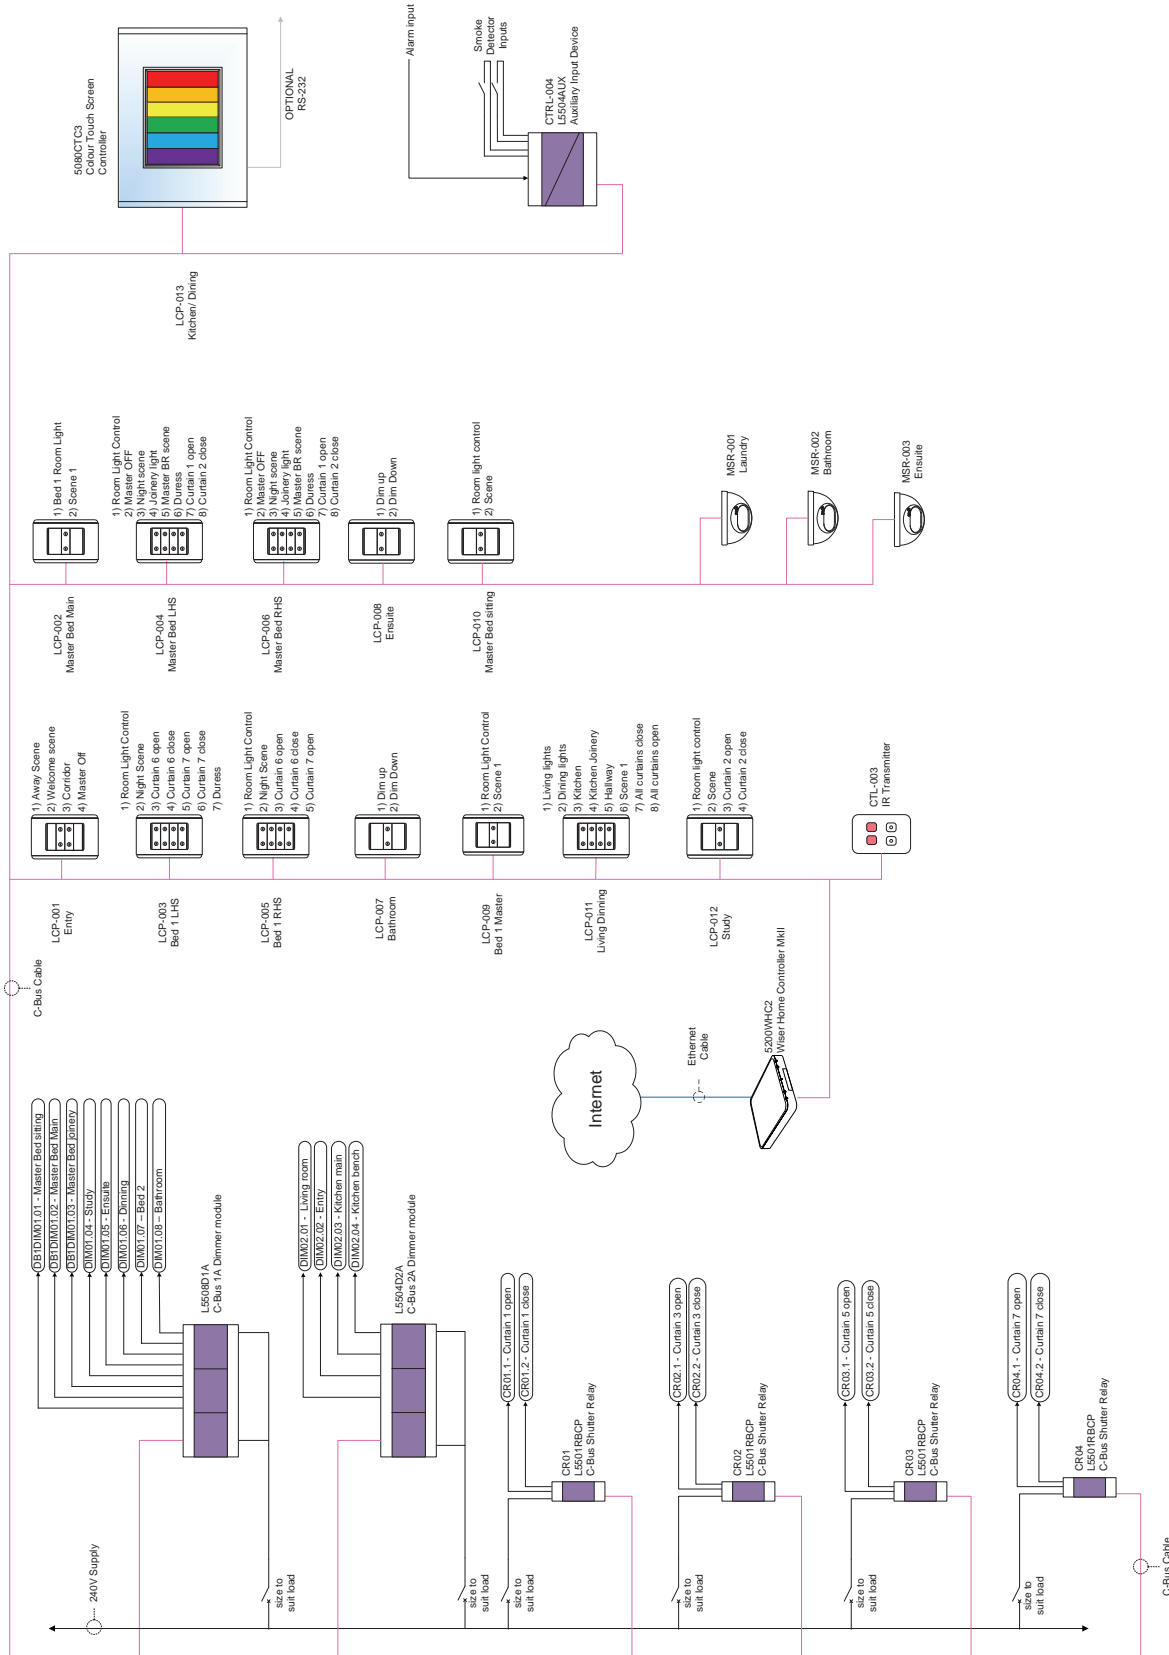 240V Supply
size to
suit load
size to
suit load
size to
suit load
size to
suit load
size to
suit load
size to
suit load
C-Bus Cable
DB1DIM01.01 - Master Bed sitting
DB1DIM01.02 - Master Bed Main
DB1DIM01.03 - Master Bed joinery
DIM01.04 - Study
DIM01.05 - Ensuite
DIM01.06 - Dinning
DIM01.07 – Bed 2
DIM01.08 – Bathroom
L5508D1A
C-Bus 1A Dimmer module
DIM02.01 - Living room
DIM02.02 - Entry
DIM02.03 - Kitchen main
DIM02.04 - Kitchen bench
L5504D2A
C-Bus 2A Dimmer module
CR01.1 - Curtain 1 open
CR01.2 - Curtain 1 close
CR01
L5501RBCP
C-Bus Shutter Relay
CR02.1 - Curtain 3 open
CR02.2 - Curtain 3 close
CR02
L5501RBCP
C-Bus Shutter Relay
CR03.1 - Curtain 5 open
CR03.2 - Curtain 5 close
CR03
L5501RBCP
C-Bus Shutter Relay
CR04.1 - Curtain 7 open
CR04.2 - Curtain 7 close
CR04
L5501RBCP
C-Bus Shutter Relay
C-Bus Cable
Internet
Ethernet
Cable
5200WHC2
Wiser Home Controller MkII
LCP-001
Entry
1) Away Scene
2) Welcome scene
3) Corridor
4) Master Off
LCP-003
Bed 1 LHS
1) Room Light Control
2) Night Scene
3) Curtain 6 open
4) Curtain 6 close
5) Curtain 7 open
6) Curtain 7 close
7) Duress
LCP-005
Bed 1 RHS
1) Room Light Control
2) Night Scene
3) Curtain 6 open
4) Curtain 6 close
5) Curtain 7 open
LCP-007
Bathroom
1) Dim up
2) Dim Down
LCP-009
Bed 1 Master
1) Room Light Control
2) Scene 1
LCP-011
Living Dinning
1) Living lights
2) Dining lights
3) Kitchen
4) Kitchen Joinery
5) Hallway
6) Scene 1
7) All curtains close
8) All curtains open
LCP-012
Study
1) Room light control
2) Scene
3) Curtain 2 open
4) Curtain 2 close
CTL-003
IR Transmitter
LCP-002
Master Bed Main
1) Bed 1 Room Light
2) Scene 1
LCP-004
Master Bed LHS
1) Room Light Control
2) Master OFF
3) Night scene
4) Joinery light
5) Master BR scene
6) Duress
7) Curtain 1 open
8) Curtain 2 close
LCP-006
Master Bed RHS
1) Room Light Control
2) Master OFF
3) Night scene
4) Joinery light
5) Master BR scene
6) Duress
7) Curtain 1 open
8) Curtain 2 close
LCP-008
Ensuite
1) Dim up
2) Dim Down
LCP-010
Master Bed sitting
1) Room light control
2) Scene
MSR-001
Laundry
MSR-002
Bathroom
MSR-003
Ensuite
LCP-013
Kitchen/ Dining
5080CTC3
Colour Touch Screen
Controller
OPTIONAL
RS-232
Alarm input
Smoke
Detector
Inputs
CTRL-004
L5504AUX
Auxiliary Input Device